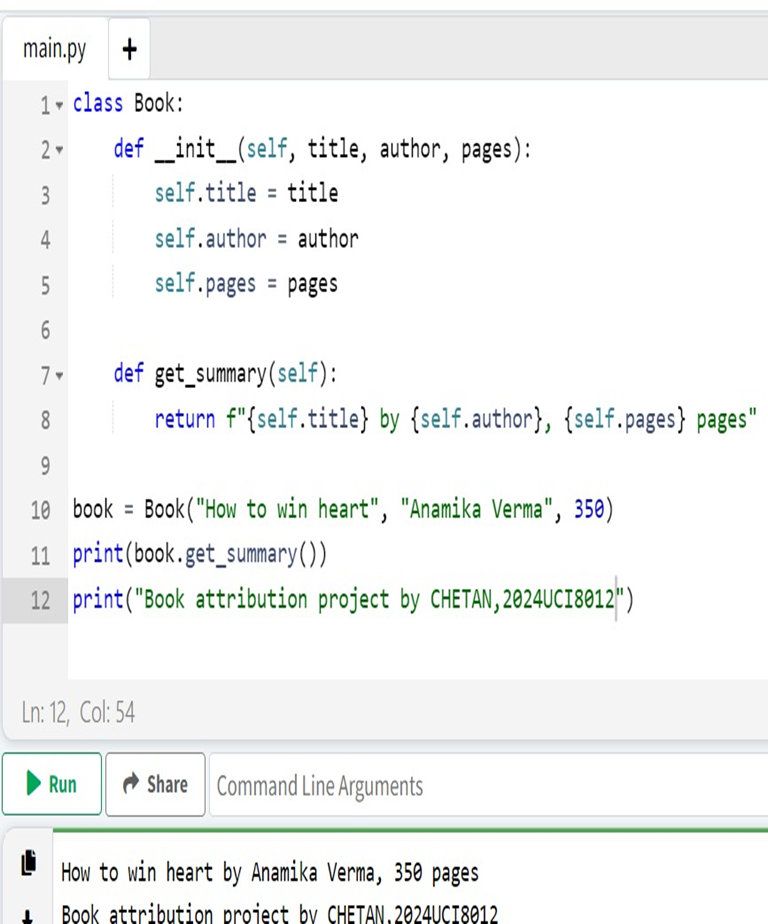 main.py +
1 class Book:
2     def __init__(self, title, author, pages):
3         self.title = title
4         self.author = author
5         self.pages = pages
6
7     def get_summary(self):
8         return f"{self.title} by {self.author}, {self.pages} pages"
9
10 book = Book("How to win heart", "Anamika Verma", 350)
11 print(book.get_summary())
12 print("Book attribution project by CHETAN,2024UCI8012")
Ln: 12, Col: 54
Run Share Command Line Arguments
How to win heart by Anamika Verma, 350 pages
Book attribution project by CHETAN,2024UCI8012